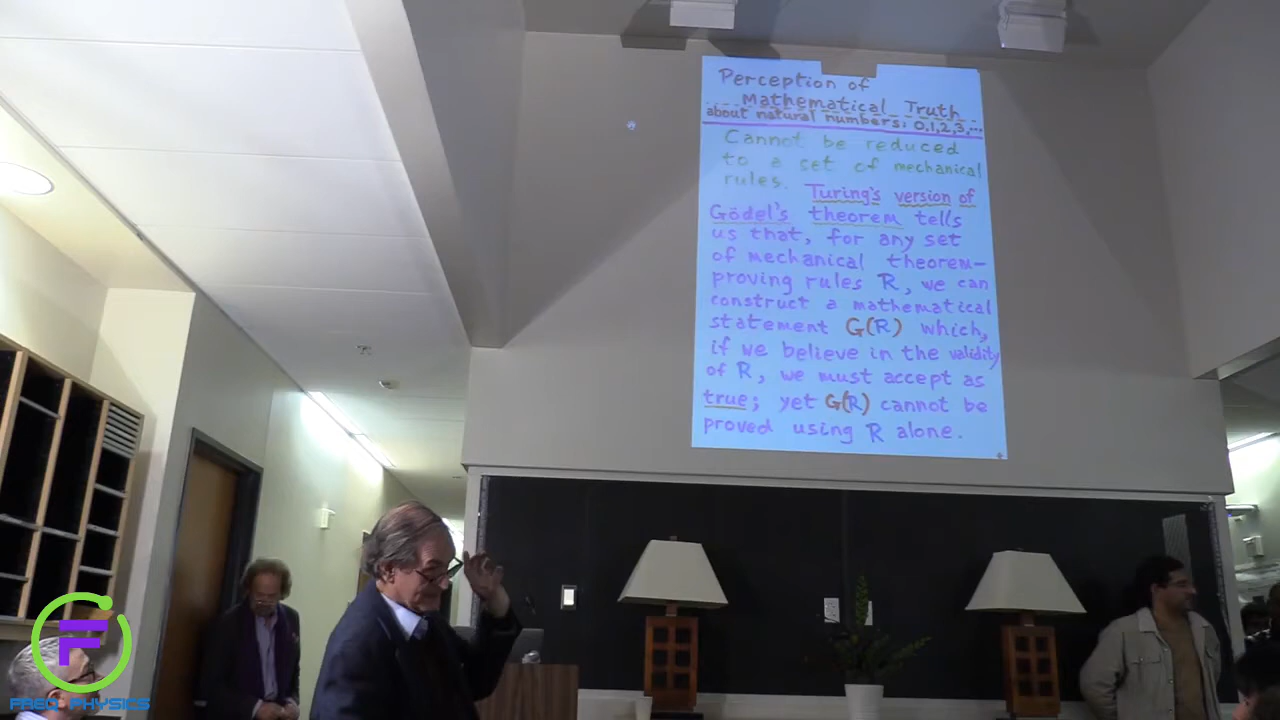 Perception of
Mathematical Truth
about natural numbers: 0,1,2,3,...
Cannot be reduced
to a set of mechanical
rules. Turing's version of
Gödel's theorem tells
us that, for any set
of mechanical theorem-
proving rules R, we can
construct a mathematical
statement G(R) which,
if we believe in the validity
of R, we must accept as
true; yet G(R) cannot be
proved using R alone.
F
FREQ PHYSICS